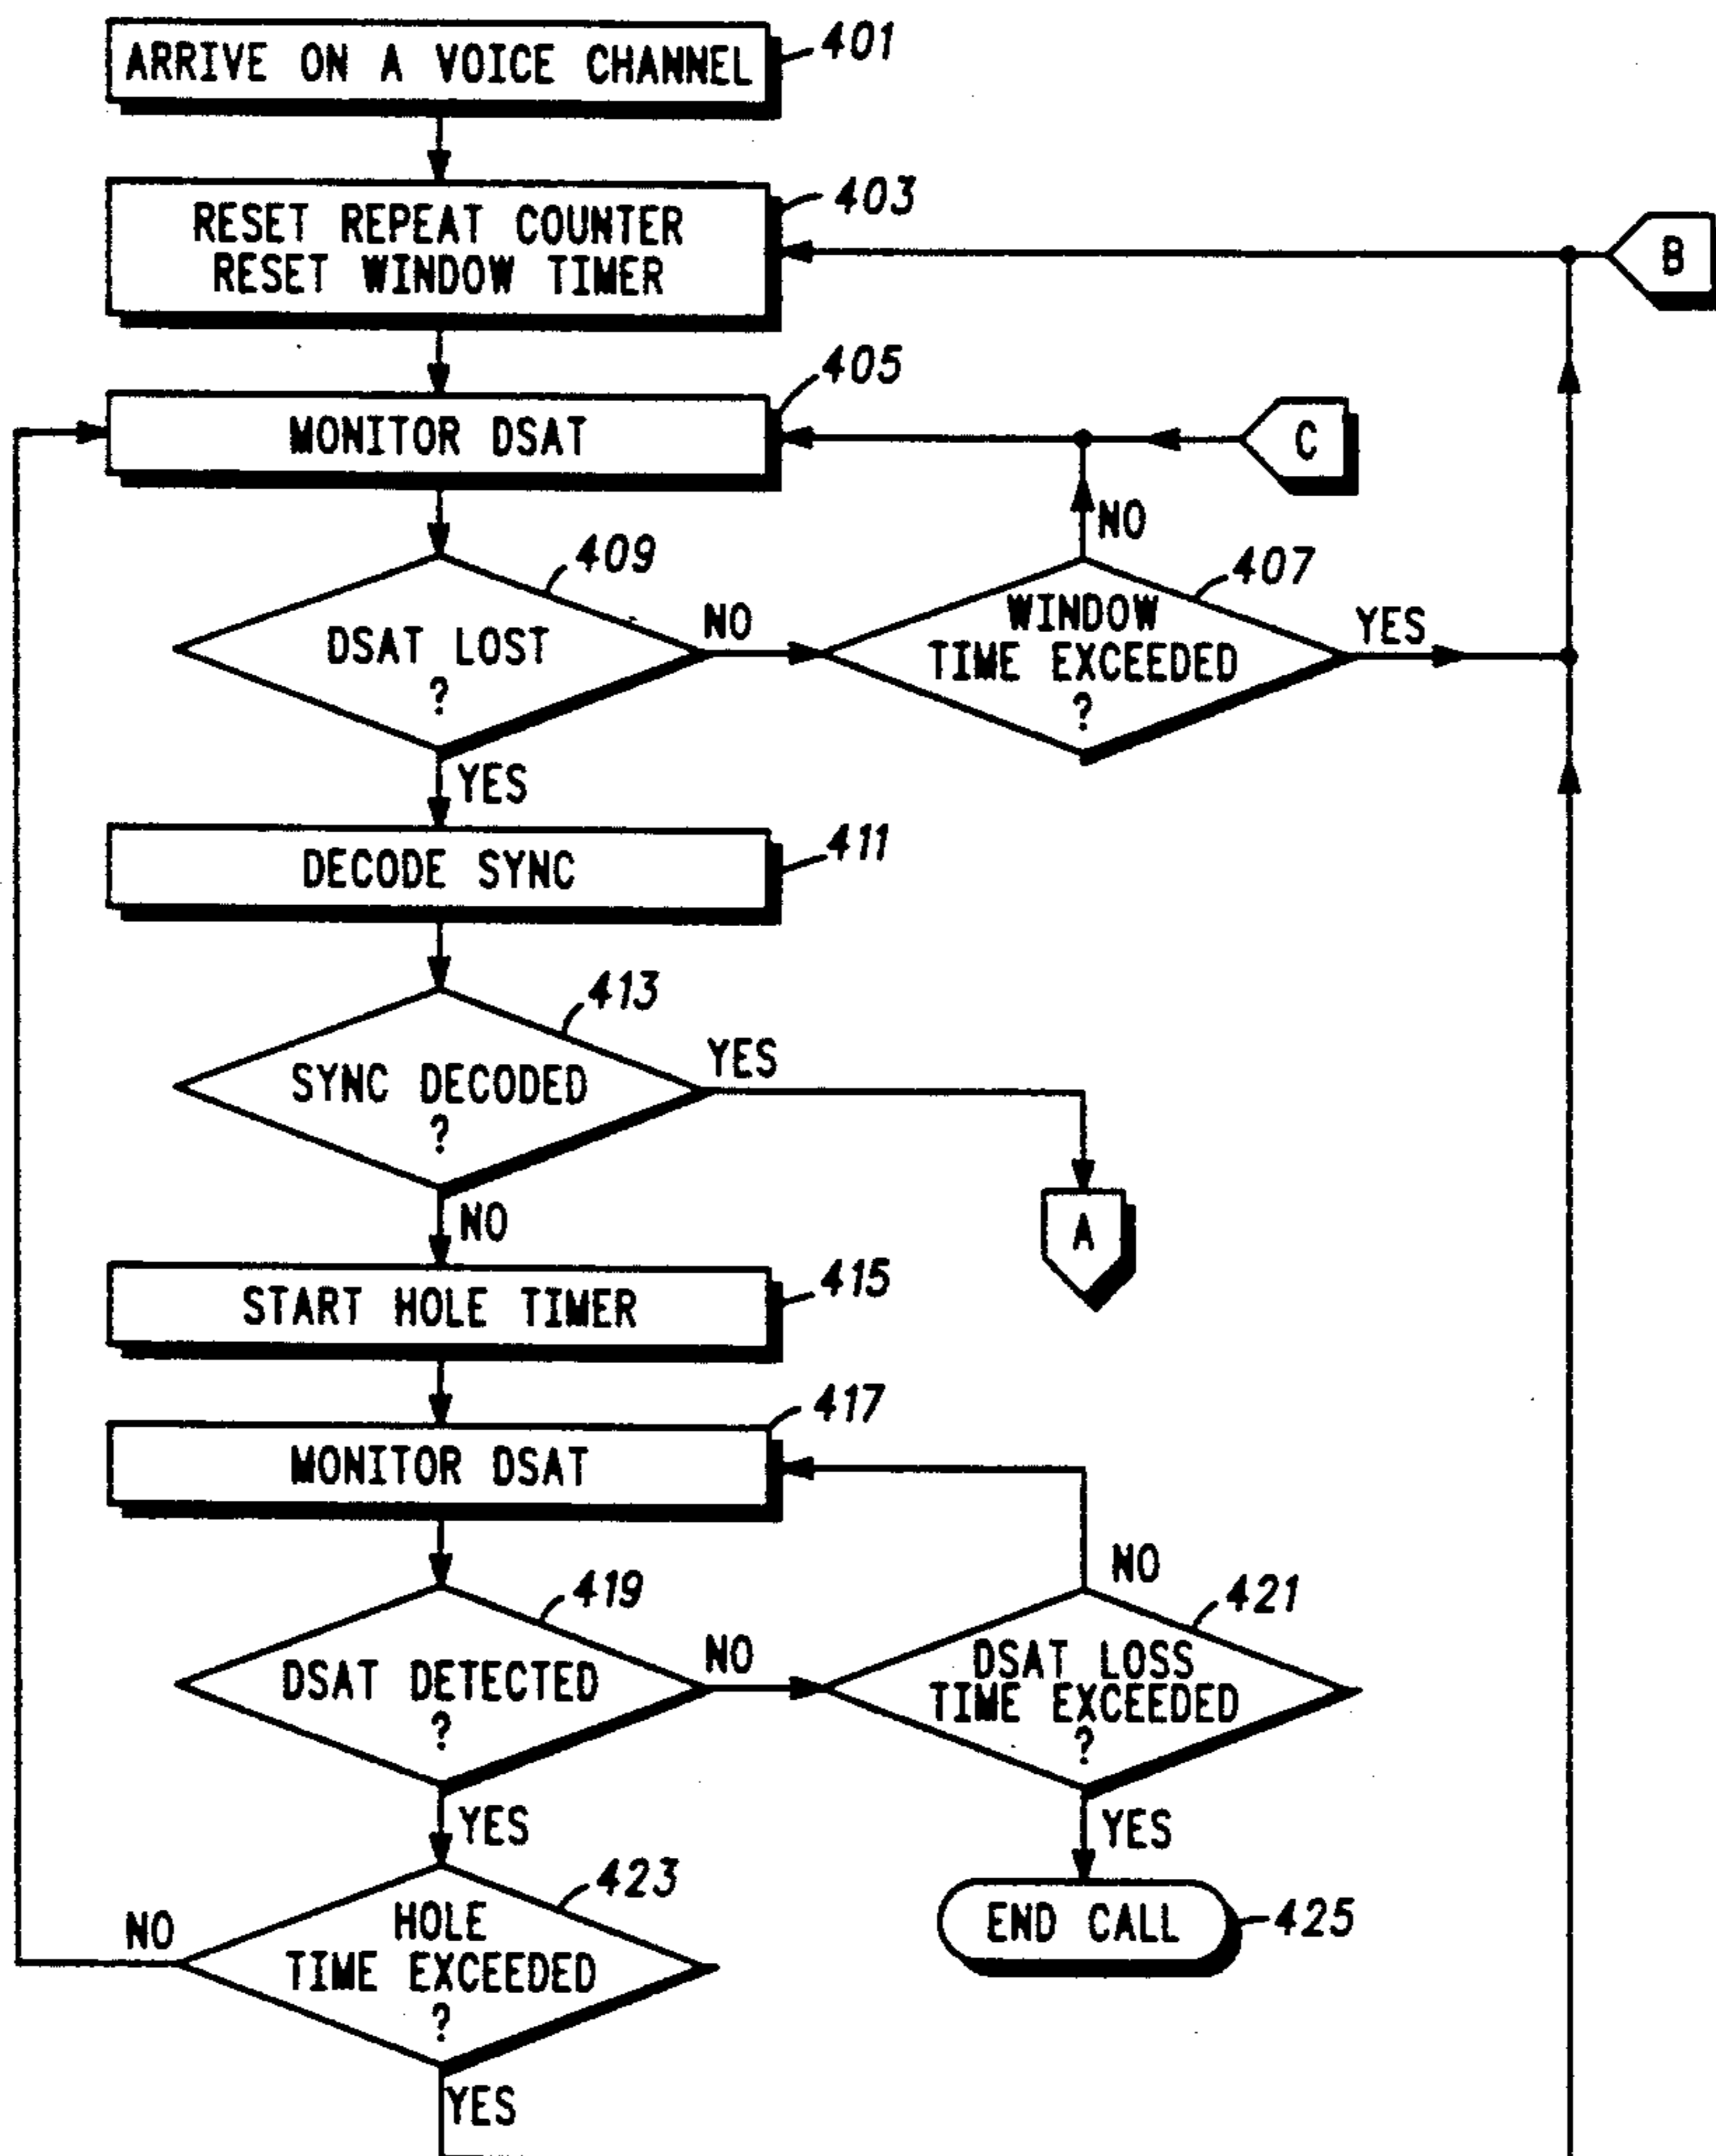 ARRIVE ON A VOICE CHANNEL
401
RESET REPEAT COUNTER
RESET WINDOW TIMER
403
B
MONITOR DSAT
405
C
DSAT LOST
?
409
NO
WINDOW
TIME EXCEEDED
?
407
NO
YES
YES
DECODE SYNC
411
SYNC DECODED
?
413
YES
A
NO
START HOLE TIMER
415
MONITOR DSAT
417
DSAT DETECTED
?
419
NO
DSAT LOSS
TIME EXCEEDED
?
421
NO
YES
YES
END CALL
425
HOLE
TIME EXCEEDED
?
423
NO
YES